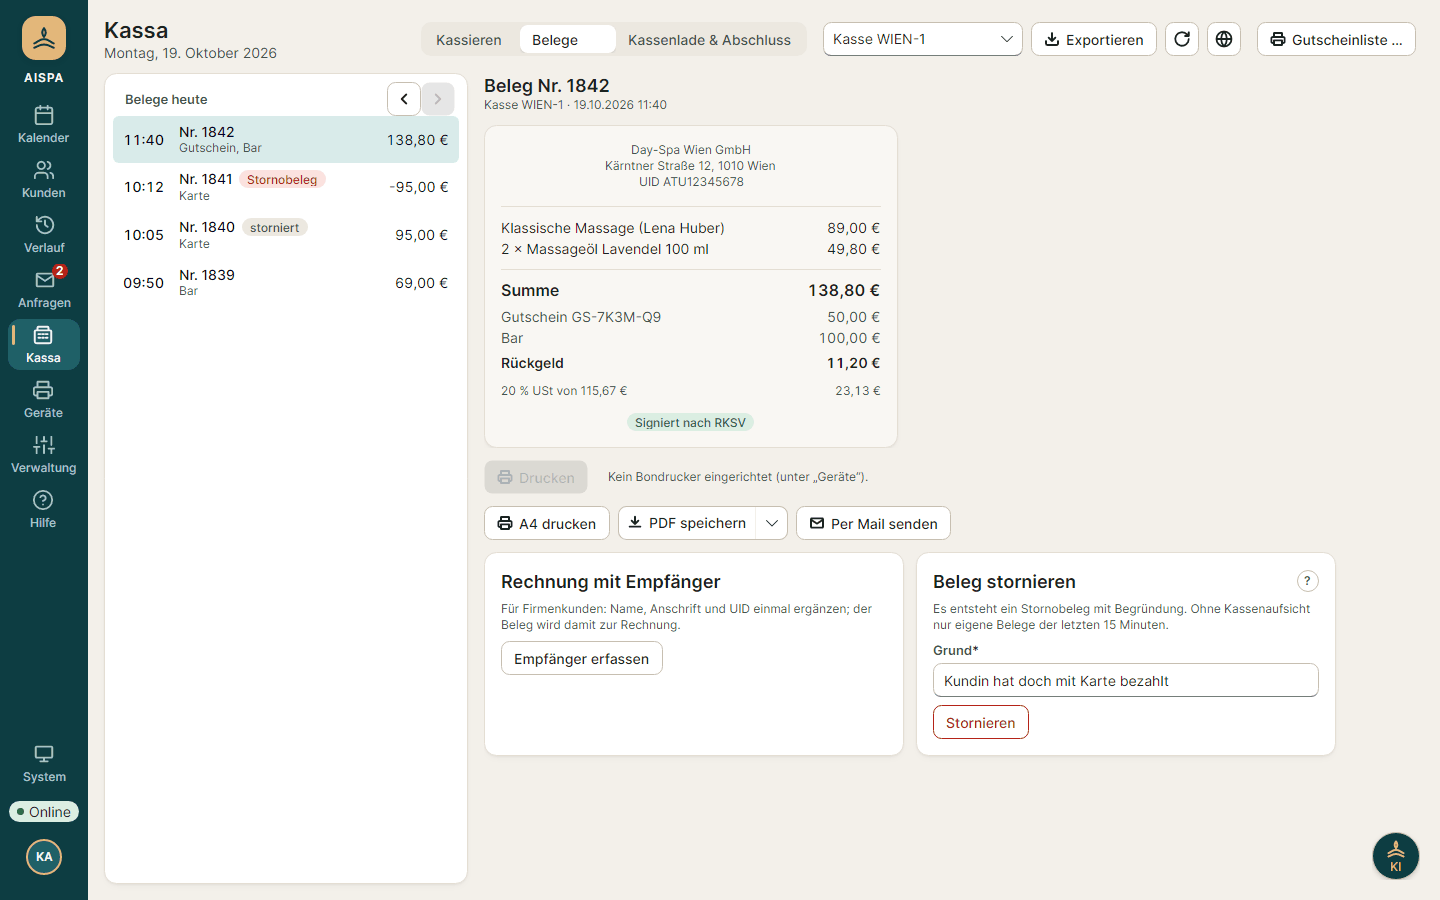 AISPA
Kalender
Kunden
Verlauf
2
Anfragen
Kassa
Geräte
Verwaltung
Hilfe
System
Online
KA
Kassa
Montag, 19. Oktober 2026
Kassieren
Belege
Kassenlade & Abschluss
Kasse WIEN-1
Exportieren
Gutscheinliste ...
Belege heute
11:40 Nr. 1842 138,80 €
Gutschein, Bar
10:12 Nr. 1841 Stornobeleg -95,00 €
Karte
10:05 Nr. 1840 storniert 95,00 €
Karte
09:50 Nr. 1839 69,00 €
Bar
Beleg Nr. 1842
Kasse WIEN-1 · 19.10.2026 11:40
Day-Spa Wien GmbH
Kärntner Straße 12, 1010 Wien
UID ATU12345678
Klassische Massage (Lena Huber) 89,00 €
2 × Massageöl Lavendel 100 ml 49,80 €
Summe 138,80 €
Gutschein GS-7K3M-Q9 50,00 €
Bar 100,00 €
Rückgeld 11,20 €
20 % USt von 115,67 € 23,13 €
Signiert nach RKSV
Drucken
Kein Bondrucker eingerichtet (unter „Geräte“).
A4 drucken
PDF speichern
Per Mail senden
Rechnung mit Empfänger
Für Firmenkunden: Name, Anschrift und UID einmal ergänzen; der
Beleg wird damit zur Rechnung.
Empfänger erfassen
Beleg stornieren
?
Es entsteht ein Stornobeleg mit Begründung. Ohne Kassenaufsicht
nur eigene Belege der letzten 15 Minuten.
Grund*
Kundin hat doch mit Karte bezahlt
Stornieren
KI